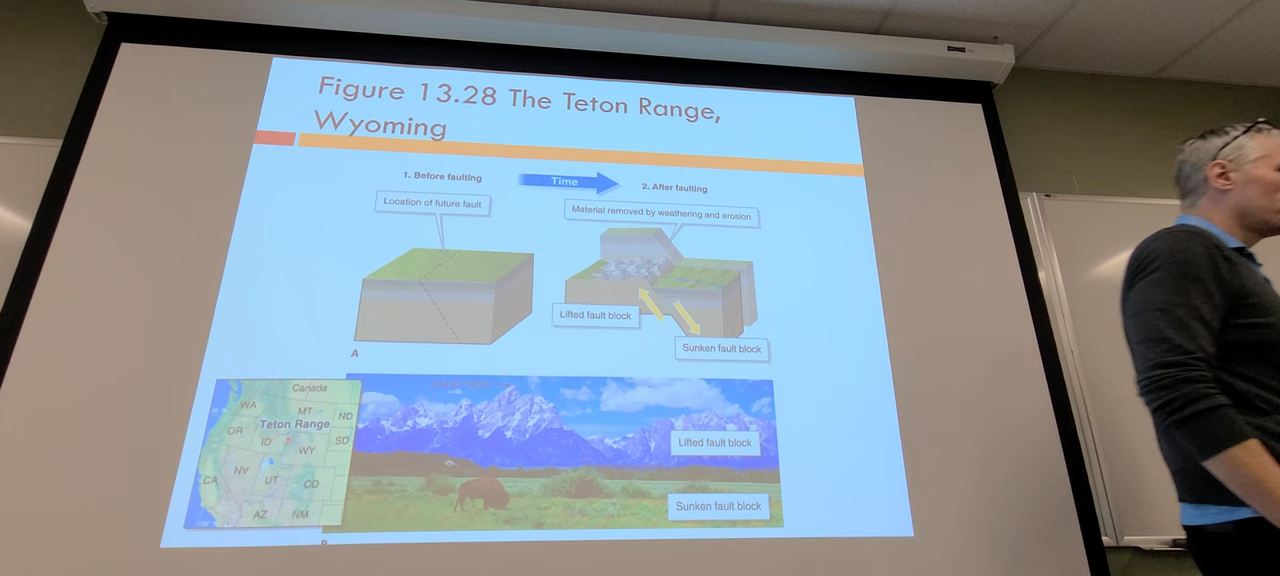 Figure 13.28 The Teton Range,
Wyoming
1. Before faulting
Time
2. After faulting
Location of future fault
Material removed by weathering and erosion
Lifted fault block
Sunken fault block
A
Canada
WA
MT
ND
Teton Range
OR
ID
SD
WY
NV
UT
CO
CA
AZ
NM
Lifted fault block
Sunken fault block